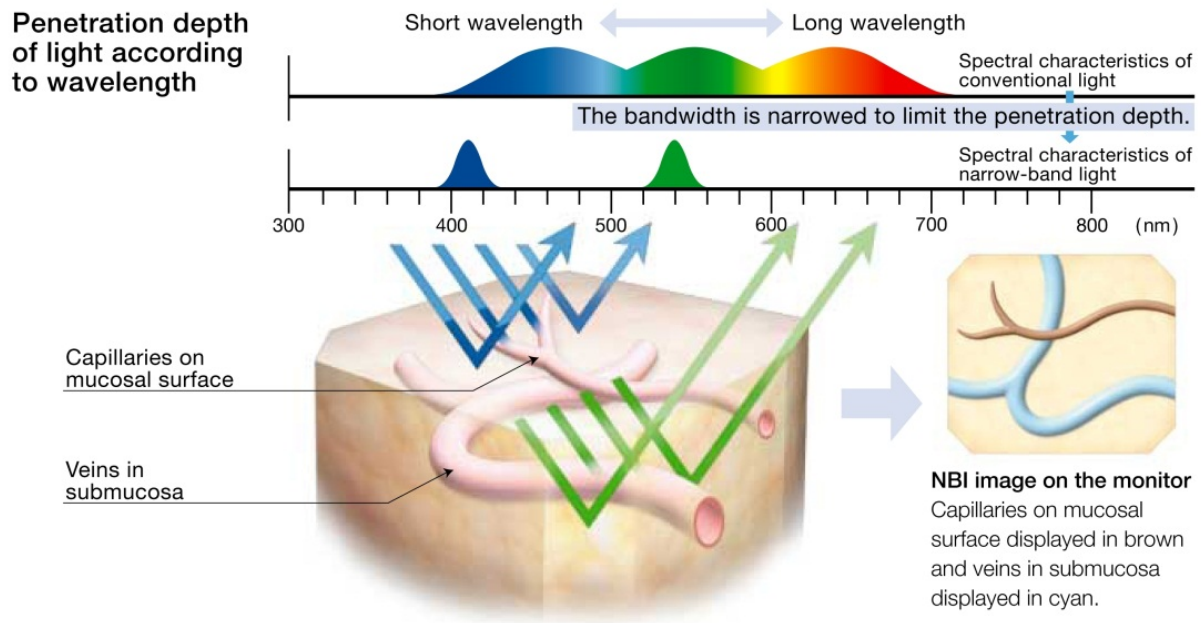 Penetration depth
of light according
to wavelength
Short wavelength
Long wavelength
Spectral characteristics of
conventional light
The bandwidth is narrowed to limit the penetration depth.
Spectral characteristics of
narrow-band light
300 400 500 600 700 800 (nm)
Capillaries on
mucosal surface
Veins in
submucosa
NBI image on the monitor
Capillaries on mucosal
surface displayed in brown
and veins in submucosa
displayed in cyan.